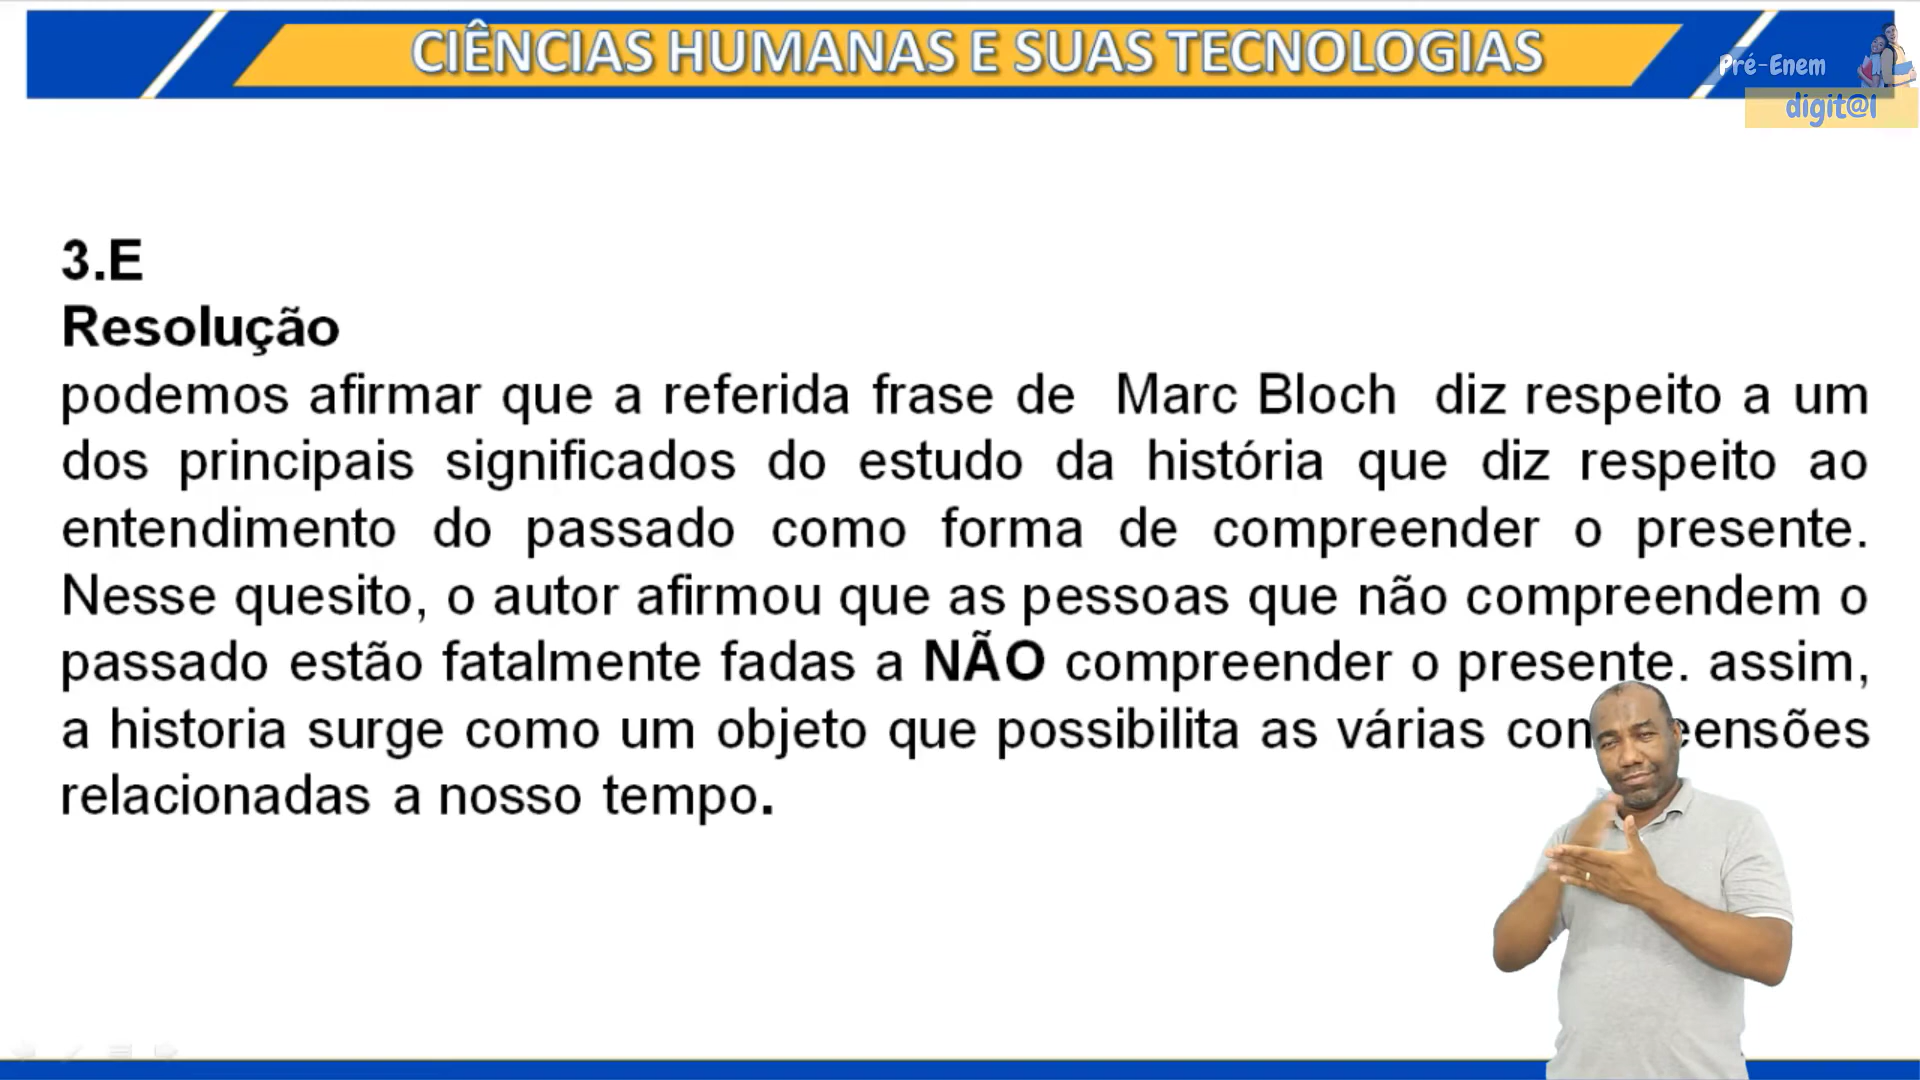 CIÊNCIAS HUMANAS E SUAS TECNOLOGIAS
Pré-Enem
digit@l
3.E
Resolução
podemos afirmar que a referida frase de Marc Bloch diz respeito a um
dos principais significados do estudo da história que diz respeito ao
entendimento do passado como forma de compreender o presente.
Nesse quesito, o autor afirmou que as pessoas que não compreendem o
passado estão fatalmente fadas a NÃO compreender o presente. assim,
a historia surge como um objeto que possibilita as várias
relacionadas a nosso tempo.